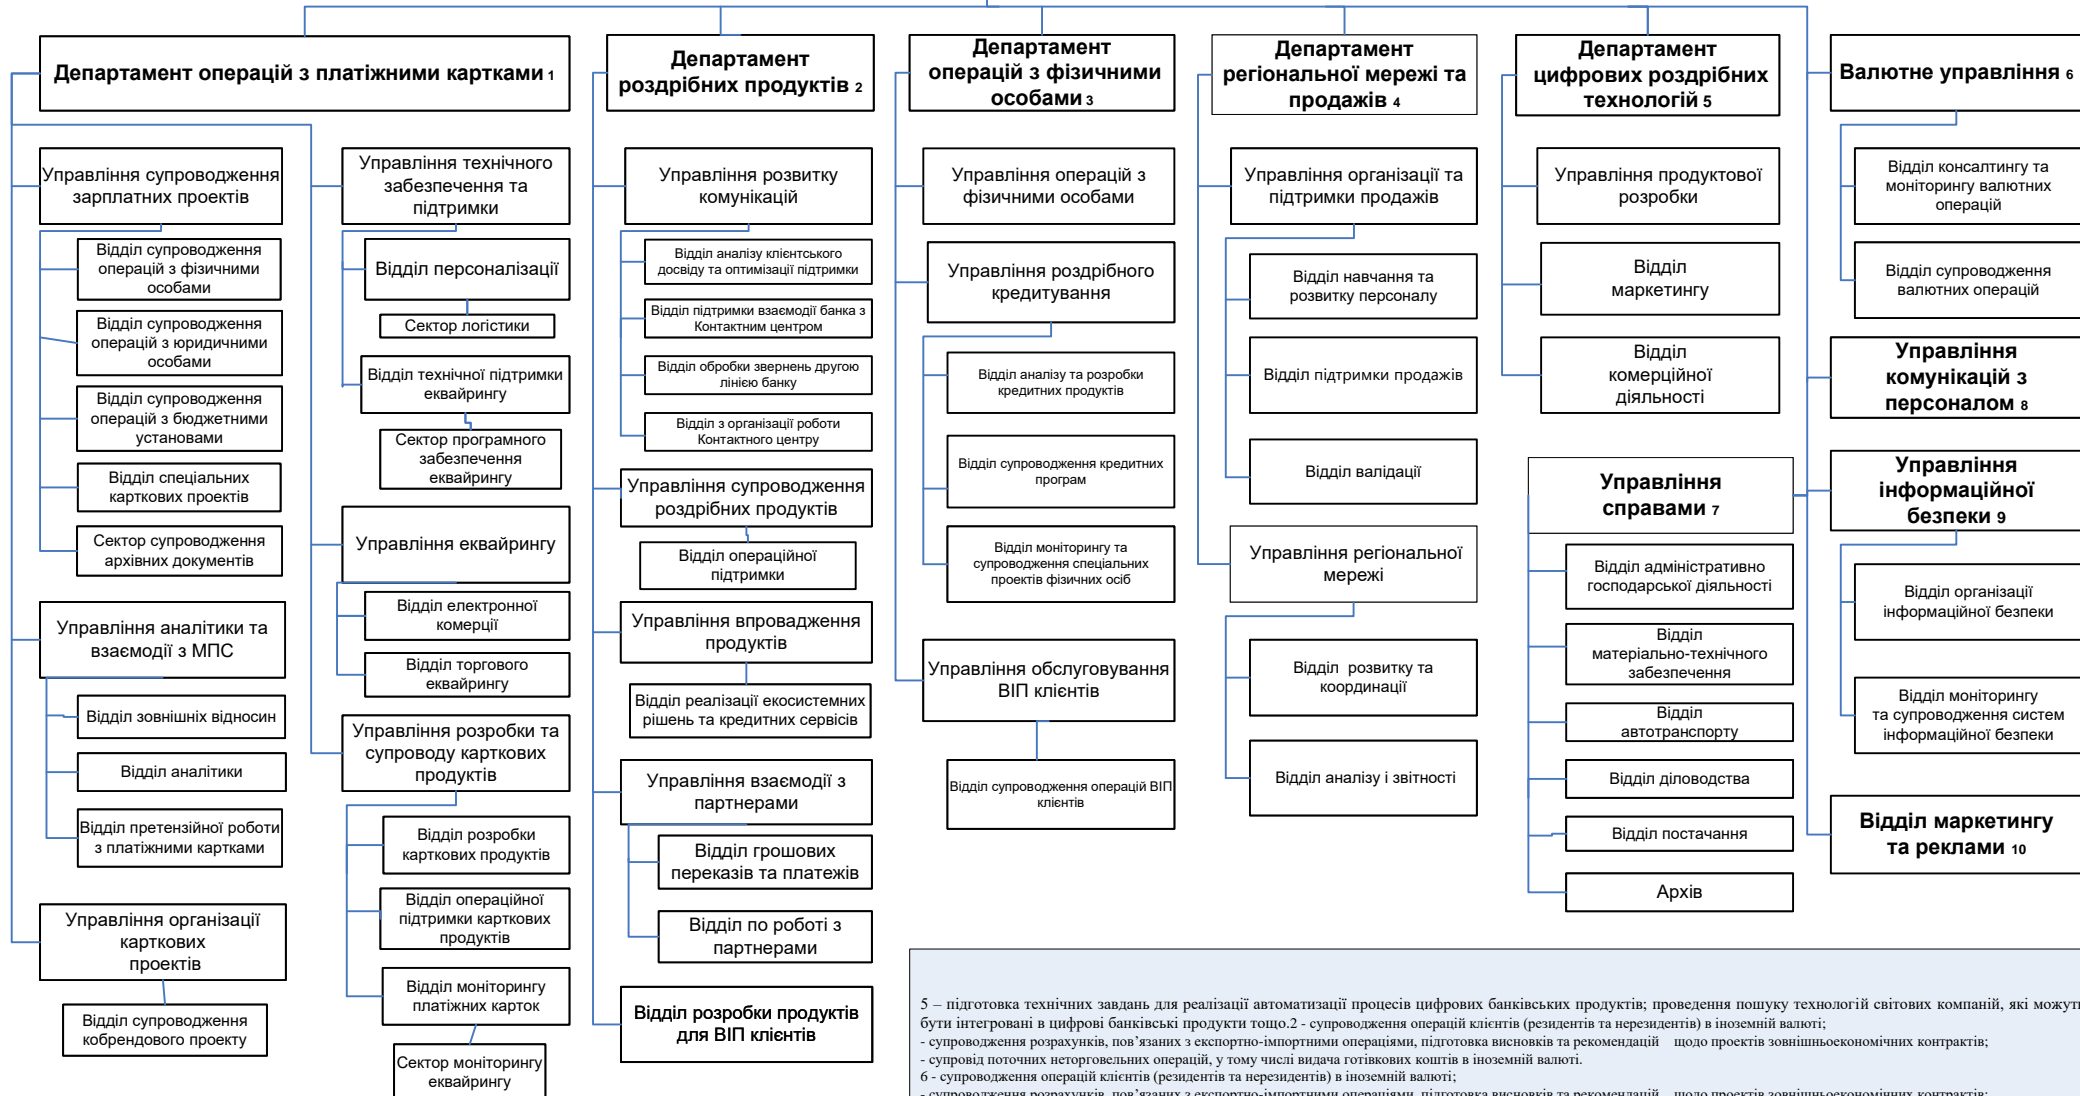 Департамент операцій з платіжними картками 1
Управління супроводження
зарплатних проектів
Відділ супроводження
операцій з фізичними
особами
Відділ супроводження
операцій з юридичними
особами
Відділ супроводження
операцій з бюджетними
установами
Відділ спеціальних
карткових проектів
Сектор супроводження
архівних документів
Управління аналітики та
взаємодії з МПС
Відділ зовнішніх відносин
Відділ аналітики
Відділ претензійної роботи
з платіжними картками
Управління організації
карткових
проектів
Відділ супроводження
кобрендового проекту
Управління технічного
забезпечення та
підтримки
Відділ персоналізації
Сектор логістики
Відділ технічної підтримки
еквайрингу
Сектор програмного
забезпечення
еквайрингу
Управління еквайрингу
Відділ електронної
комерції
Відділ торгового
еквайрингу
Управління розробки та
супроводу карткових
продуктів
Відділ розробки
карткових продуктів
Відділ операційної
підтримки карткових
продуктів
Відділ моніторингу
платіжних карток
Сектор моніторингу
еквайрингу
Департамент
роздрібних продуктів 2
Управління розвитку
комунікацій
Відділ аналізу клієнтського
досвіду та оптимізації підтримки
Відділ підтримки взаємодії банка з
Контактним центром
Відділ обробки звернень другою
лінією банку
Відділ з організації роботи
Контактного центру
Управління супроводження
роздрібних продуктів
Відділ операційної
підтримки
Управління впровадження
продуктів
Відділ реалізації екосистемних
рішень та кредитних сервісів
Управління взаємодії з
партнерами
Відділ грошових
переказів та платежів
Відділ по роботі з
партнерами
Відділ розробки продуктів
для ВІП клієнтів
Департамент
операцій з фізичними
особами 3
Управління операцій з
фізичними особами
Управління роздрібного
кредитування
Відділ аналізу та розробки
кредитних продуктів
Відділ супроводження кредитних
програм
Відділ моніторингу та
супроводження спеціальних
проектів фізичних осіб
Управління обслуговування
ВІП клієнтів
Відділ супроводження операцій ВІП
клієнтів
Департамент
регіональної мережі та
продажів 4
Управління організації та
підтримки продажів
Відділ навчання та
розвитку персоналу
Відділ підтримки продажів
Відділ валідації
Управління регіональної
мережі
Відділ розвитку та
координації
Відділ аналізу і звітності
Департамент
цифрових роздрібних
технологій 5
Управління продуктової
розробки
Відділ
маркетингу
Відділ
комерційної
діяльності
Управління
справами 7
Відділ адміністративно
господарської діяльності
Відділ
матеріально-технічного
забезпечення
Відділ
автотранспорту
Відділ діловодства
Відділ постачання
Архів
Валютне управління 6
Відділ консалтингу та
моніторингу валютних
операцій
Відділ супроводження
валютних операцій
Управління
комунікацій з
персоналом 8
Управління
інформаційної
безпеки 9
Відділ організації
інформаційної безпеки
Відділ моніторингу
та супроводження систем
інформаційної безпеки
Відділ маркетингу
та реклами 10
5 – підготовка технічних завдань для реалізації автоматизації процесів цифрових банківських продуктів; проведення пошуку технологій світових компаній, які можуть
бути інтегровані в цифрові банківські продукти тощо.2 - супроводження операцій клієнтів (резидентів та нерезидентів) в іноземній валюті;
- супроводження розрахунків, пов’язаних з експортно-імпортними операціями, підготовка висновків та рекомендацій щодо проектів зовнішньоекономічних контрактів;
- супровід поточних неторговельних операцій, у тому числі видача готівкових коштів в іноземній валюті.
6 - супроводження операцій клієнтів (резидентів та нерезидентів) в іноземній валюті;
- супроводження розрахунків, пов’язаних з експортно-імпортними операціями, підготовка висновків та рекомендацій щодо проектів зовнішньоекономічних контрактів;